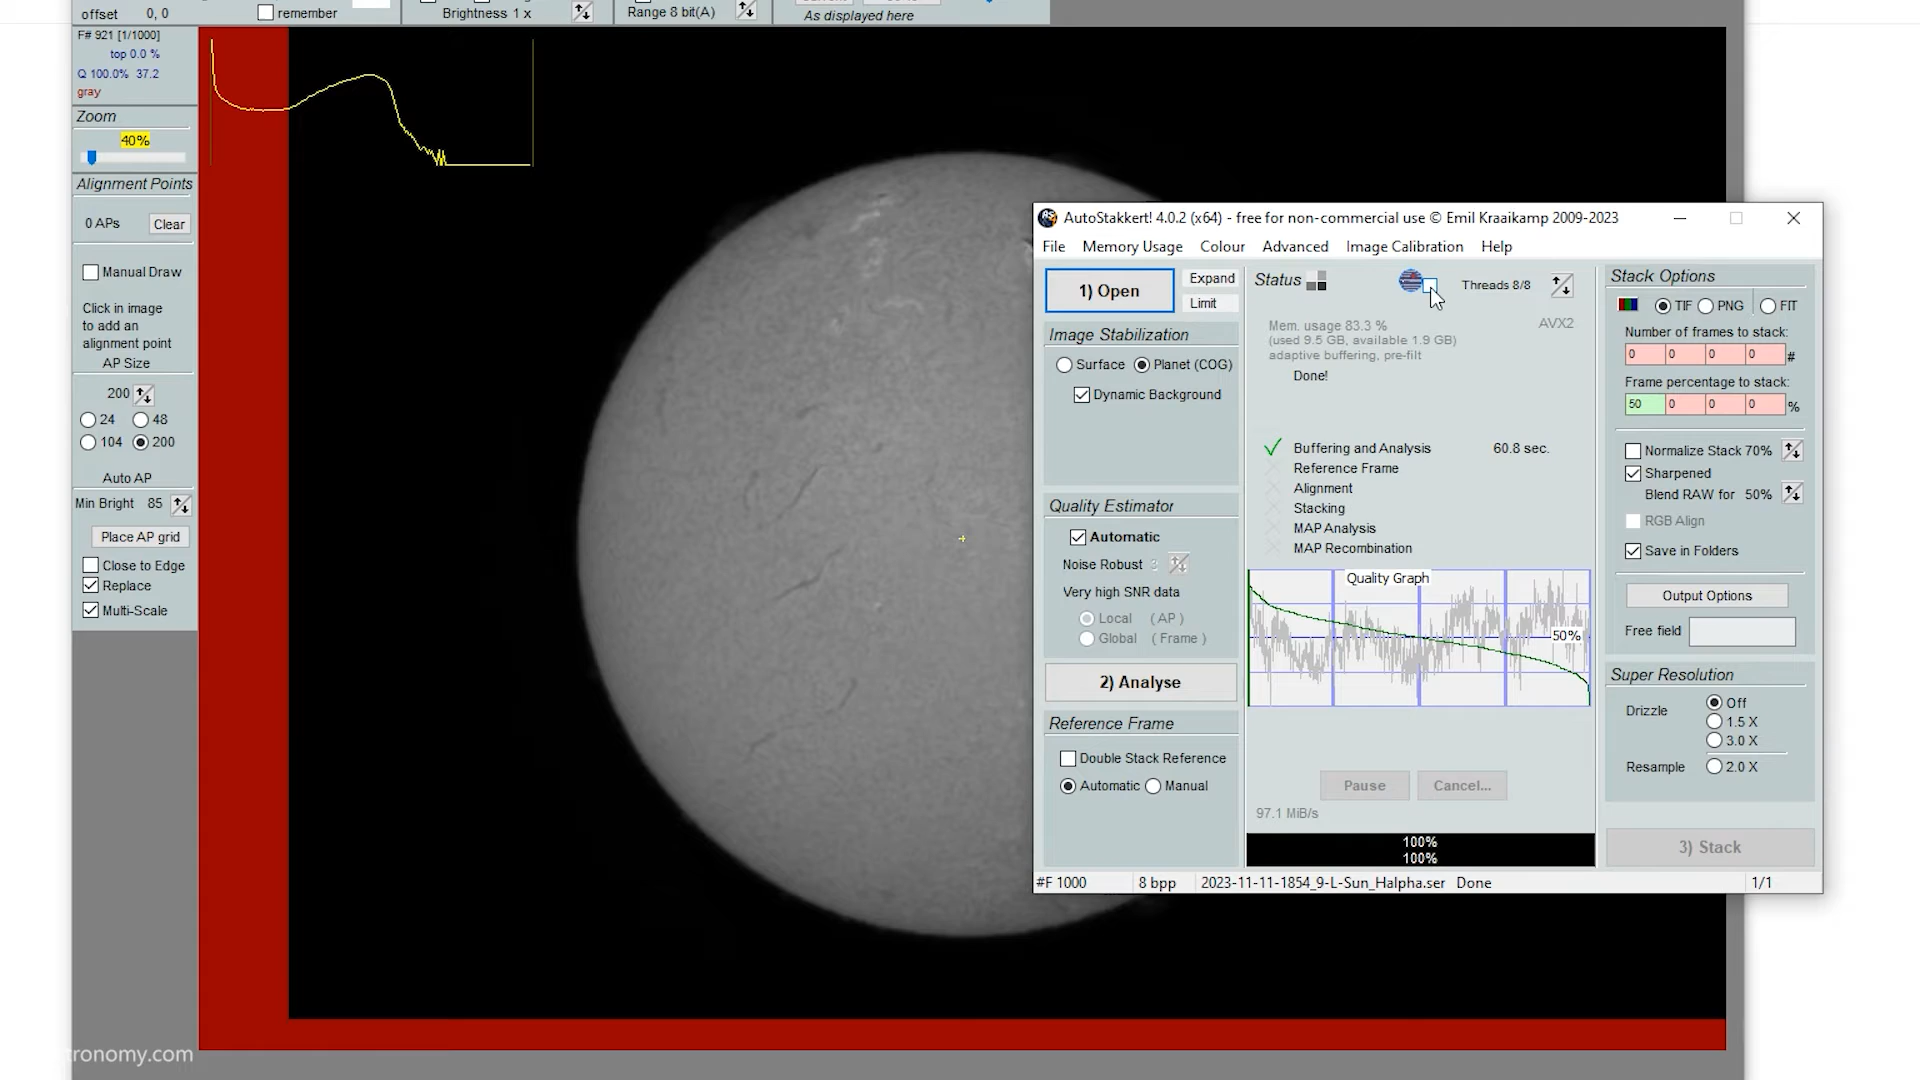 offset 0, 0
remember
Brightness 1 x
Range 8 bit(A)
As displayed here
F# 921 [1/1000]
top 0.0 %
Q 100.0% 37.2
gray
Zoom
40%
Alignment Points
0 APs Clear
Manual Draw
Click in image
to add an
alignment point
AP Size
200
24 48
104 200
Auto AP
Min Bright 85
Place AP grid
Close to Edge
Replace
Multi-Scale
tronomy.com
AutoStakkert! 4.0.2 (x64) - free for non-commercial use © Emil Kraaikamp 2009-2023
File Memory Usage Colour Advanced Image Calibration Help
1) Open
Expand
Limit
Image Stabilization
Surface Planet (COG)
Dynamic Background
Quality Estimator
Automatic
Noise Robust 3
Very high SNR data
Local (AP)
Global (Frame)
2) Analyse
Reference Frame
Double Stack Reference
Automatic Manual
Status
Threads 8/8
AVX2
Mem. usage 83.3 %
(used 9.5 GB, available 1.9 GB)
adaptive buffering, pre-filt
Done!
Buffering and Analysis 60.8 sec.
Reference Frame
Alignment
Stacking
MAP Analysis
MAP Recombination
Quality Graph
50%
Pause Cancel...
97.1 MiB/s
100%
100%
Stack Options
TIF PNG FIT
Number of frames to stack:
0 0 0 0 #
Frame percentage to stack:
50 0 0 0 %
Normalize Stack 70%
Sharpened
Blend RAW for 50%
RGB Align
Save in Folders
Output Options
Free field
Super Resolution
Drizzle
Off
1.5 X
3.0 X
Resample 2.0 X
3) Stack
#F 1000 8 bpp 2023-11-11-1854_9-L-Sun_Halpha.ser Done 1/1